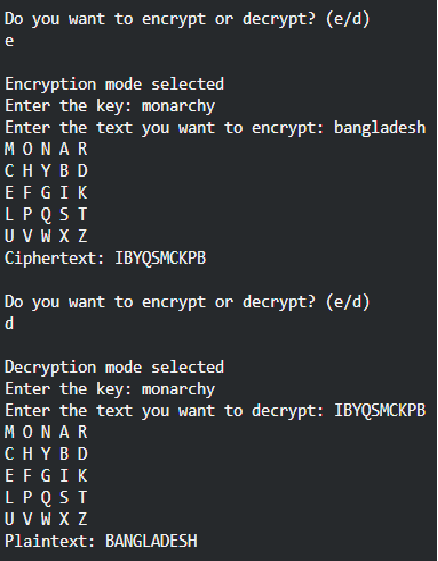 Do you want to encrypt or decrypt? (e/d)
e
Encryption mode selected
Enter the key: monarchy
Enter the text you want to encrypt: bangladesh
M O N A R
C H Y B D
E F G I K
L P Q S T
U V W X Z
Ciphertext: IBYQSMCKPB
Do you want to encrypt or decrypt? (e/d)
d
Decryption mode selected
Enter the key: monarchy
Enter the text you want to decrypt: IBYQSMCKPB
M O N A R
C H Y B D
E F G I K
L P Q S T
U V W X Z
Plaintext: BANGLADESH